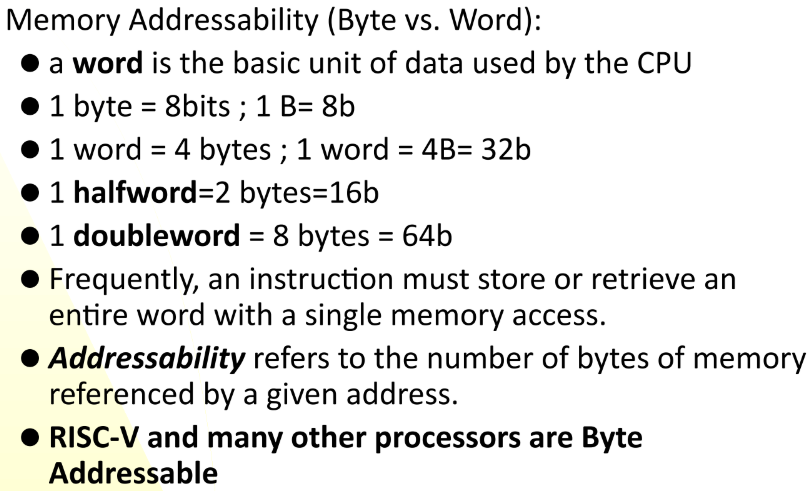 Memory Addressability (Byte vs. Word):
● a word is the basic unit of data used by the CPU
● 1 byte = 8bits ; 1 B= 8b
● 1 word = 4 bytes ; 1 word = 4B= 32b
● 1 halfword=2 bytes=16b
● 1 doubleword = 8 bytes = 64b
● Frequently, an instruction must store or retrieve an
entire word with a single memory access.
● Addressability refers to the number of bytes of memory
referenced by a given address.
● RISC-V and many other processors are Byte
Addressable